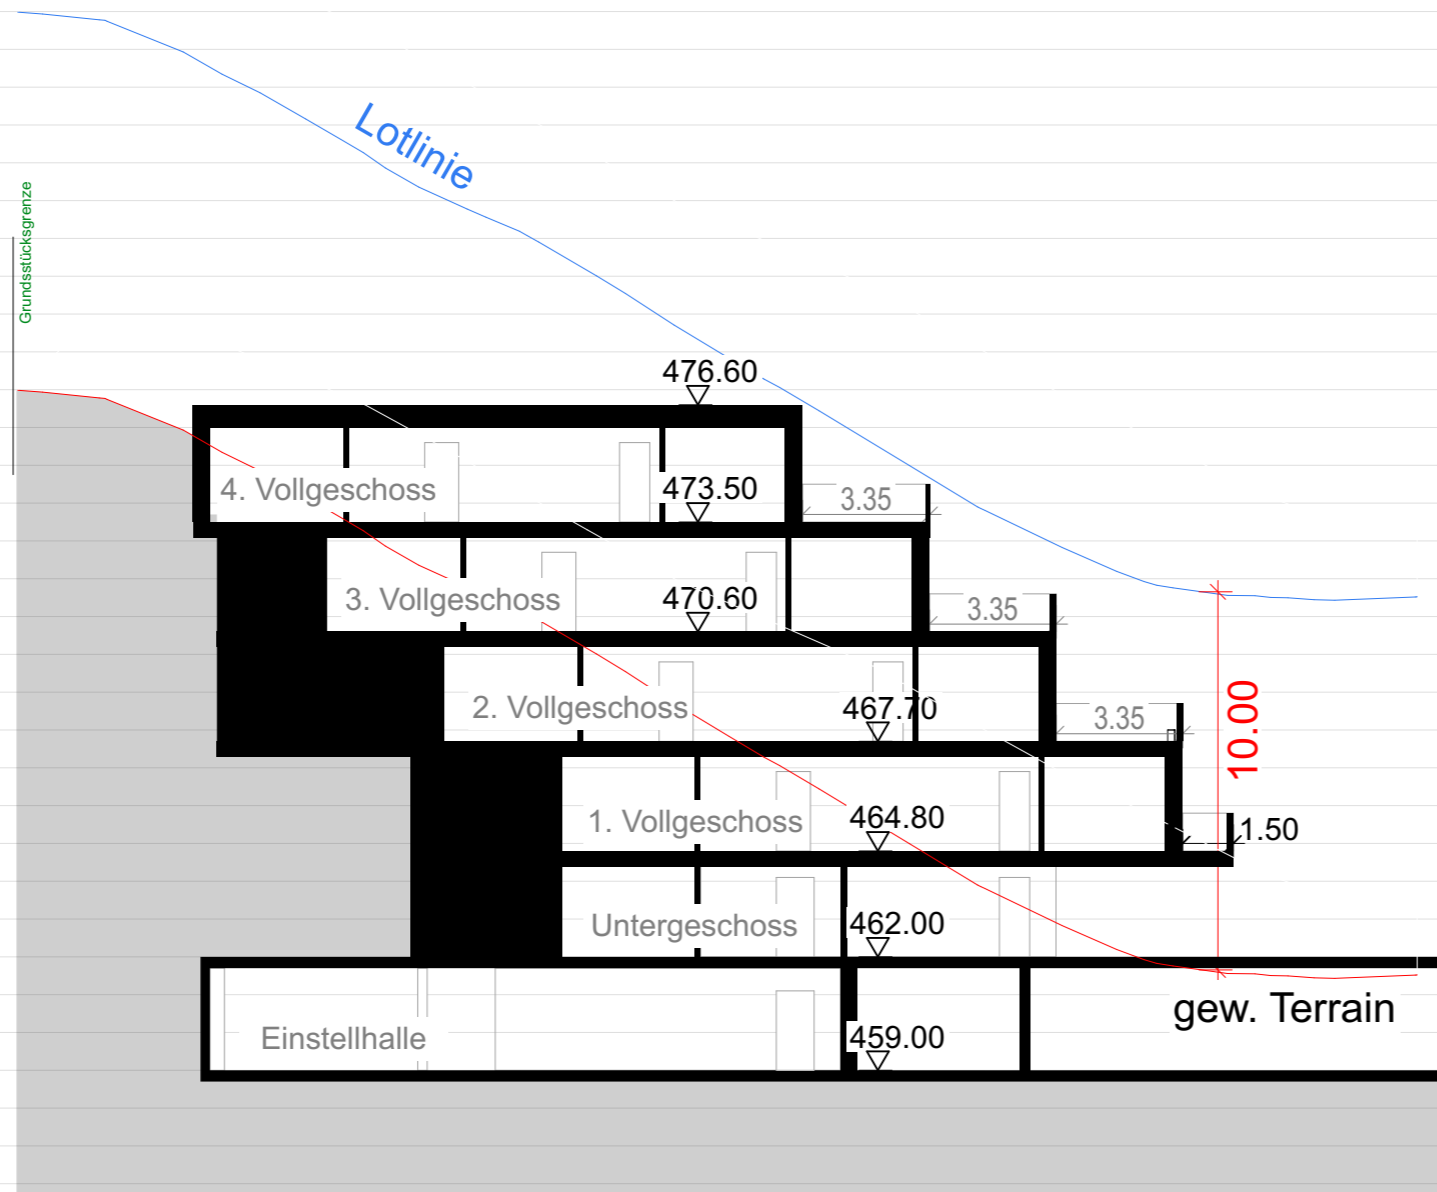 Lotlinie
Grundsstücksgrenze
476.60
4. Vollgeschoss
473.50
3.35
3. Vollgeschoss
470.60
3.35
2. Vollgeschoss
467.70
3.35
10.00
1. Vollgeschoss
464.80
1.50
Untergeschoss
462.00
gew. Terrain
Einstellhalle
459.00